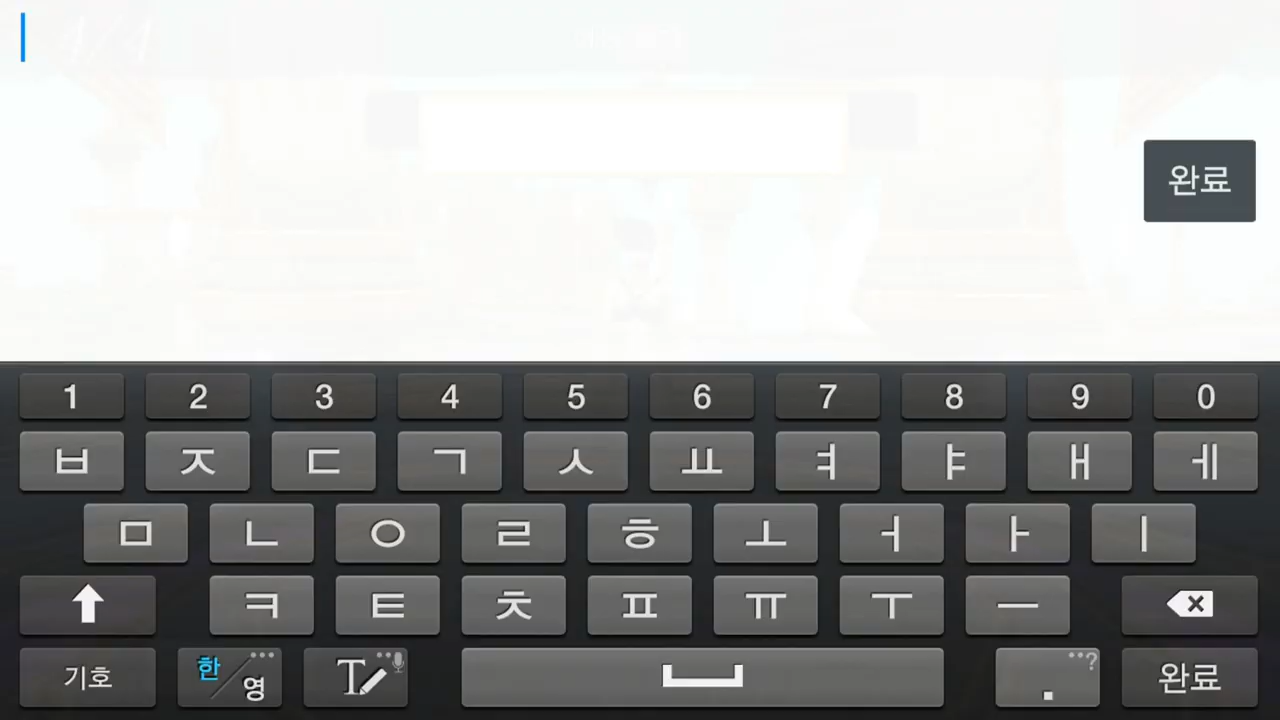 완료
1 2 3 4 5 6 7 8 9 0
ㅂ ㅈ ㄷ ㄱ ㅅ ㅛ ㅕ ㅑ ㅐ ㅔ
ㅁ ㄴ ㅇ ㄹ ㅎ ㅗ ㅓ ㅏ ㅣ
ㅋ ㅌ ㅊ ㅍ ㅠ ㅜ ㅡ
기호 한/영 T . ? 완료